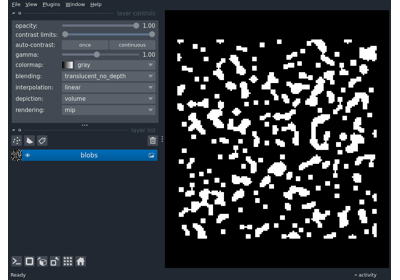 File View Plugins Window Help
layer controls
opacity: 1.00
contrast limits:
auto-contrast: once continuous
gamma: 1.00
colormap: gray
blending: translucent_no_depth
interpolation: linear
depiction: volume
rendering: mip
layer list
blobs
Ready activity